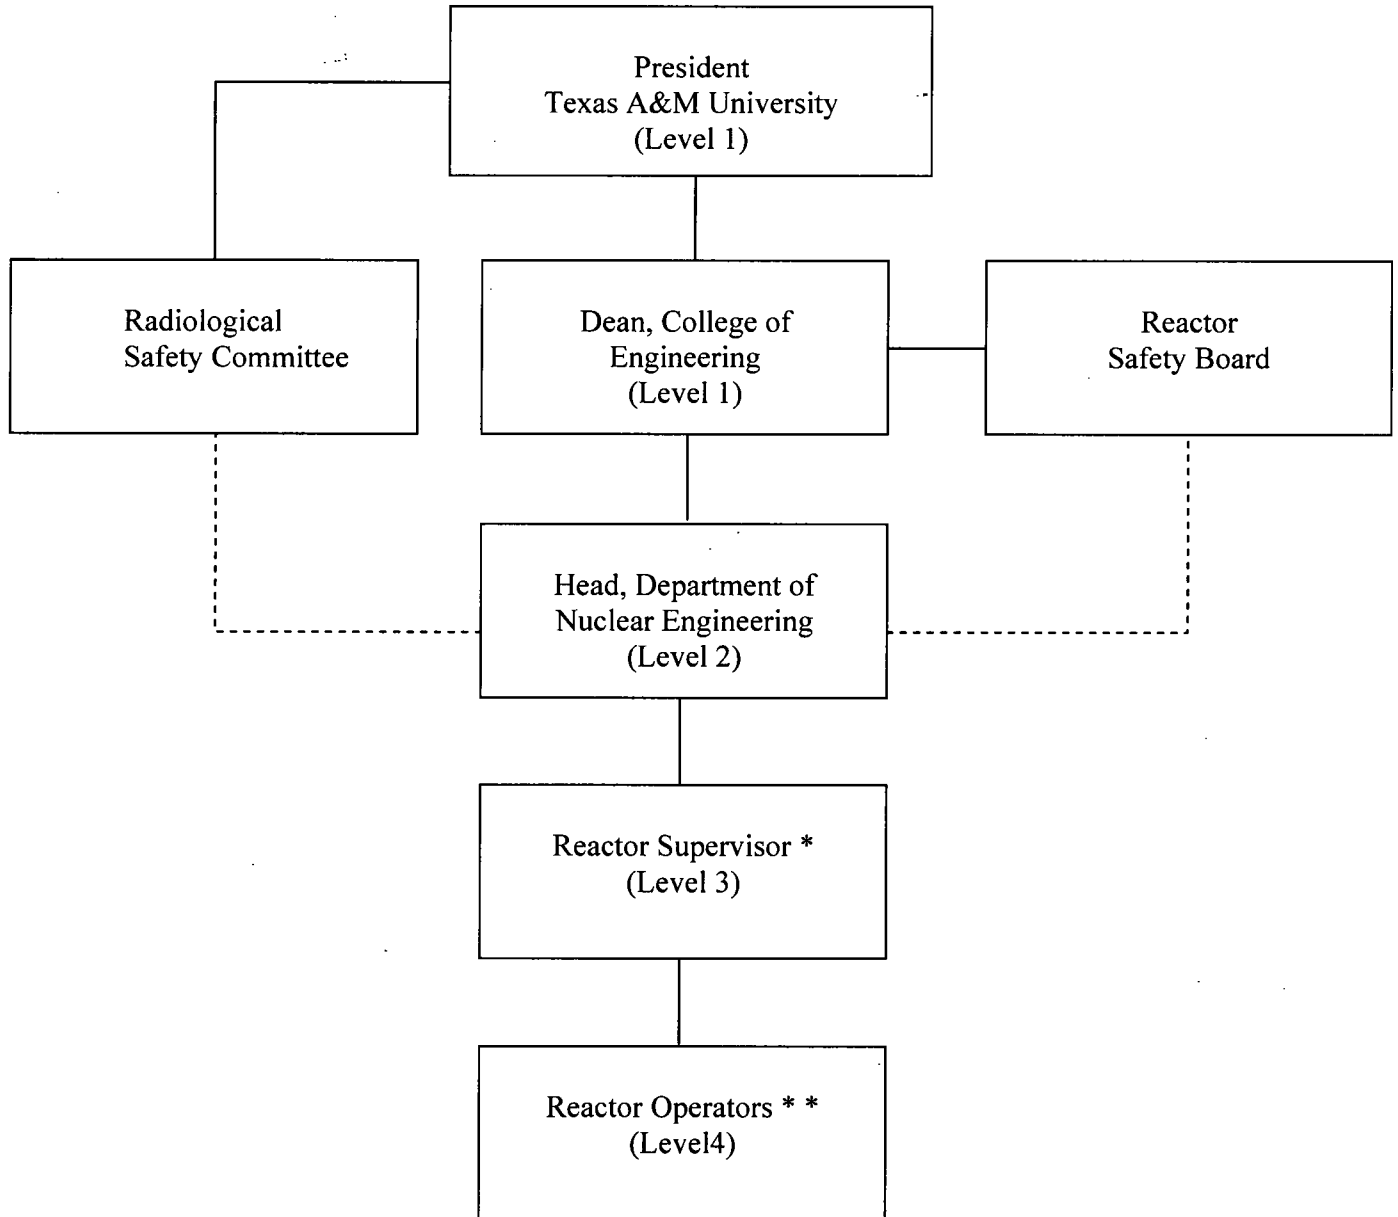 President
Texas A&M University
(Level 1)
Radiological
Safety Committee
Dean, College of
Engineering
(Level 1)
Reactor
Safety Board
Head, Department of
Nuclear Engineering
(Level 2)
Reactor Supervisor *
(Level 3)
Reactor Operators * *
(Level4)